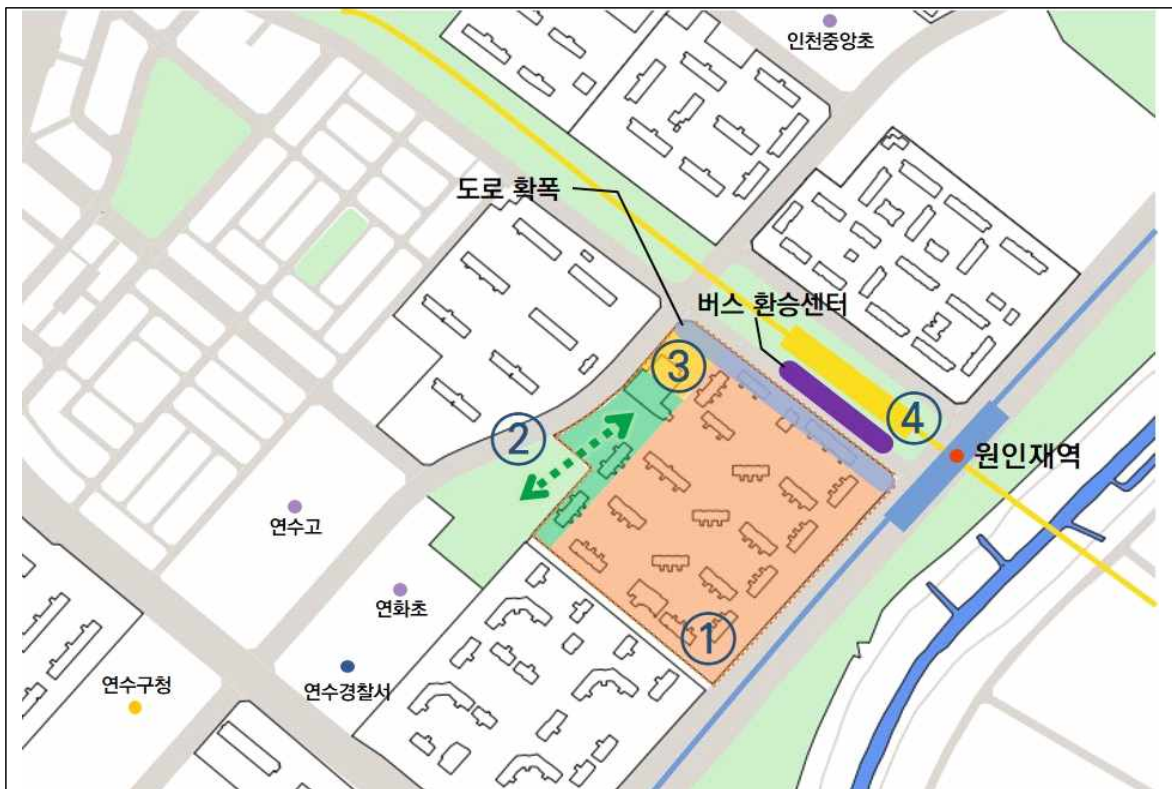 인천중앙초
도로 확폭
버스 환승센터
③
④
②
원인재역
연수고
연화초
①
연수구청
연수경찰서